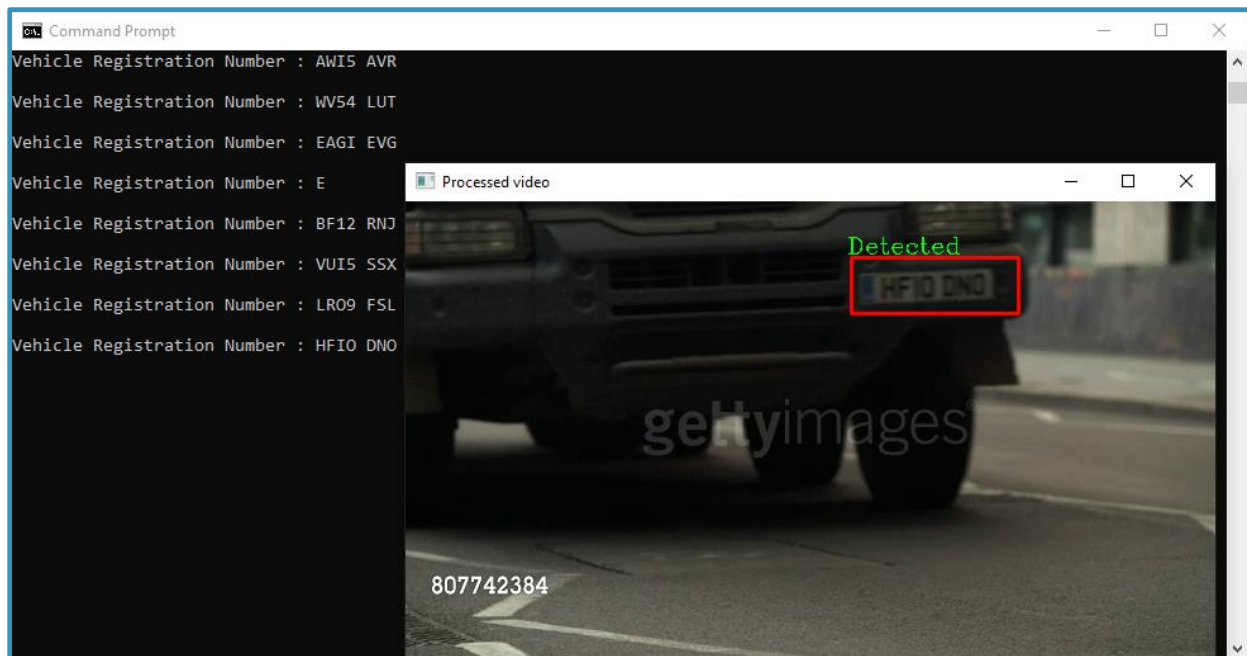 Command Prompt
Vehicle Registration Number : AWI5 AVR
Vehicle Registration Number : WV54 LUT
Vehicle Registration Number : EAGI EVG
Vehicle Registration Number : E
Vehicle Registration Number : BF12 RNJ
Vehicle Registration Number : VUI5 SSX
Vehicle Registration Number : LRO9 FSL
Vehicle Registration Number : HFIO DNO
Processed video
Detected
HF10 DNO
gettyimages®
807742384